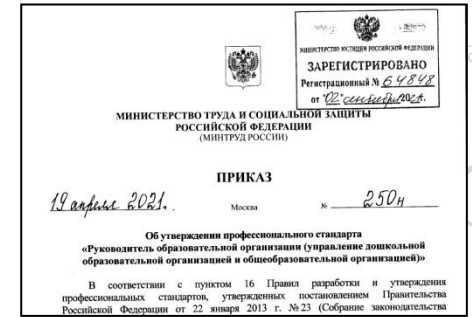 МИНИСТЕРСТВО ЮСТИЦИИ РОССИЙСКОЙ ФЕДЕРАЦИИ
ЗАРЕГИСТРИРОВАНО
Регистрационный № 64848
от "02" сентября 2021.
МИНИСТЕРСТВО ТРУДА И СОЦИАЛЬНОЙ ЗАЩИТЫ
РОССИЙСКОЙ ФЕДЕРАЦИИ
(МИНТРУД РОССИИ)
ПРИКАЗ
19 апреля 2021. Москва № 250н
Об утверждении профессионального стандарта
«Руководитель образовательной организации (управление дошкольной
образовательной организацией и общеобразовательной организацией)»
В соответствии с пунктом 16 Правил разработки и утверждения
профессиональных стандартов, утвержденных постановлением Правительства
Российской Федерации от 22 января 2013 г. № 23 (Собрание законодательства